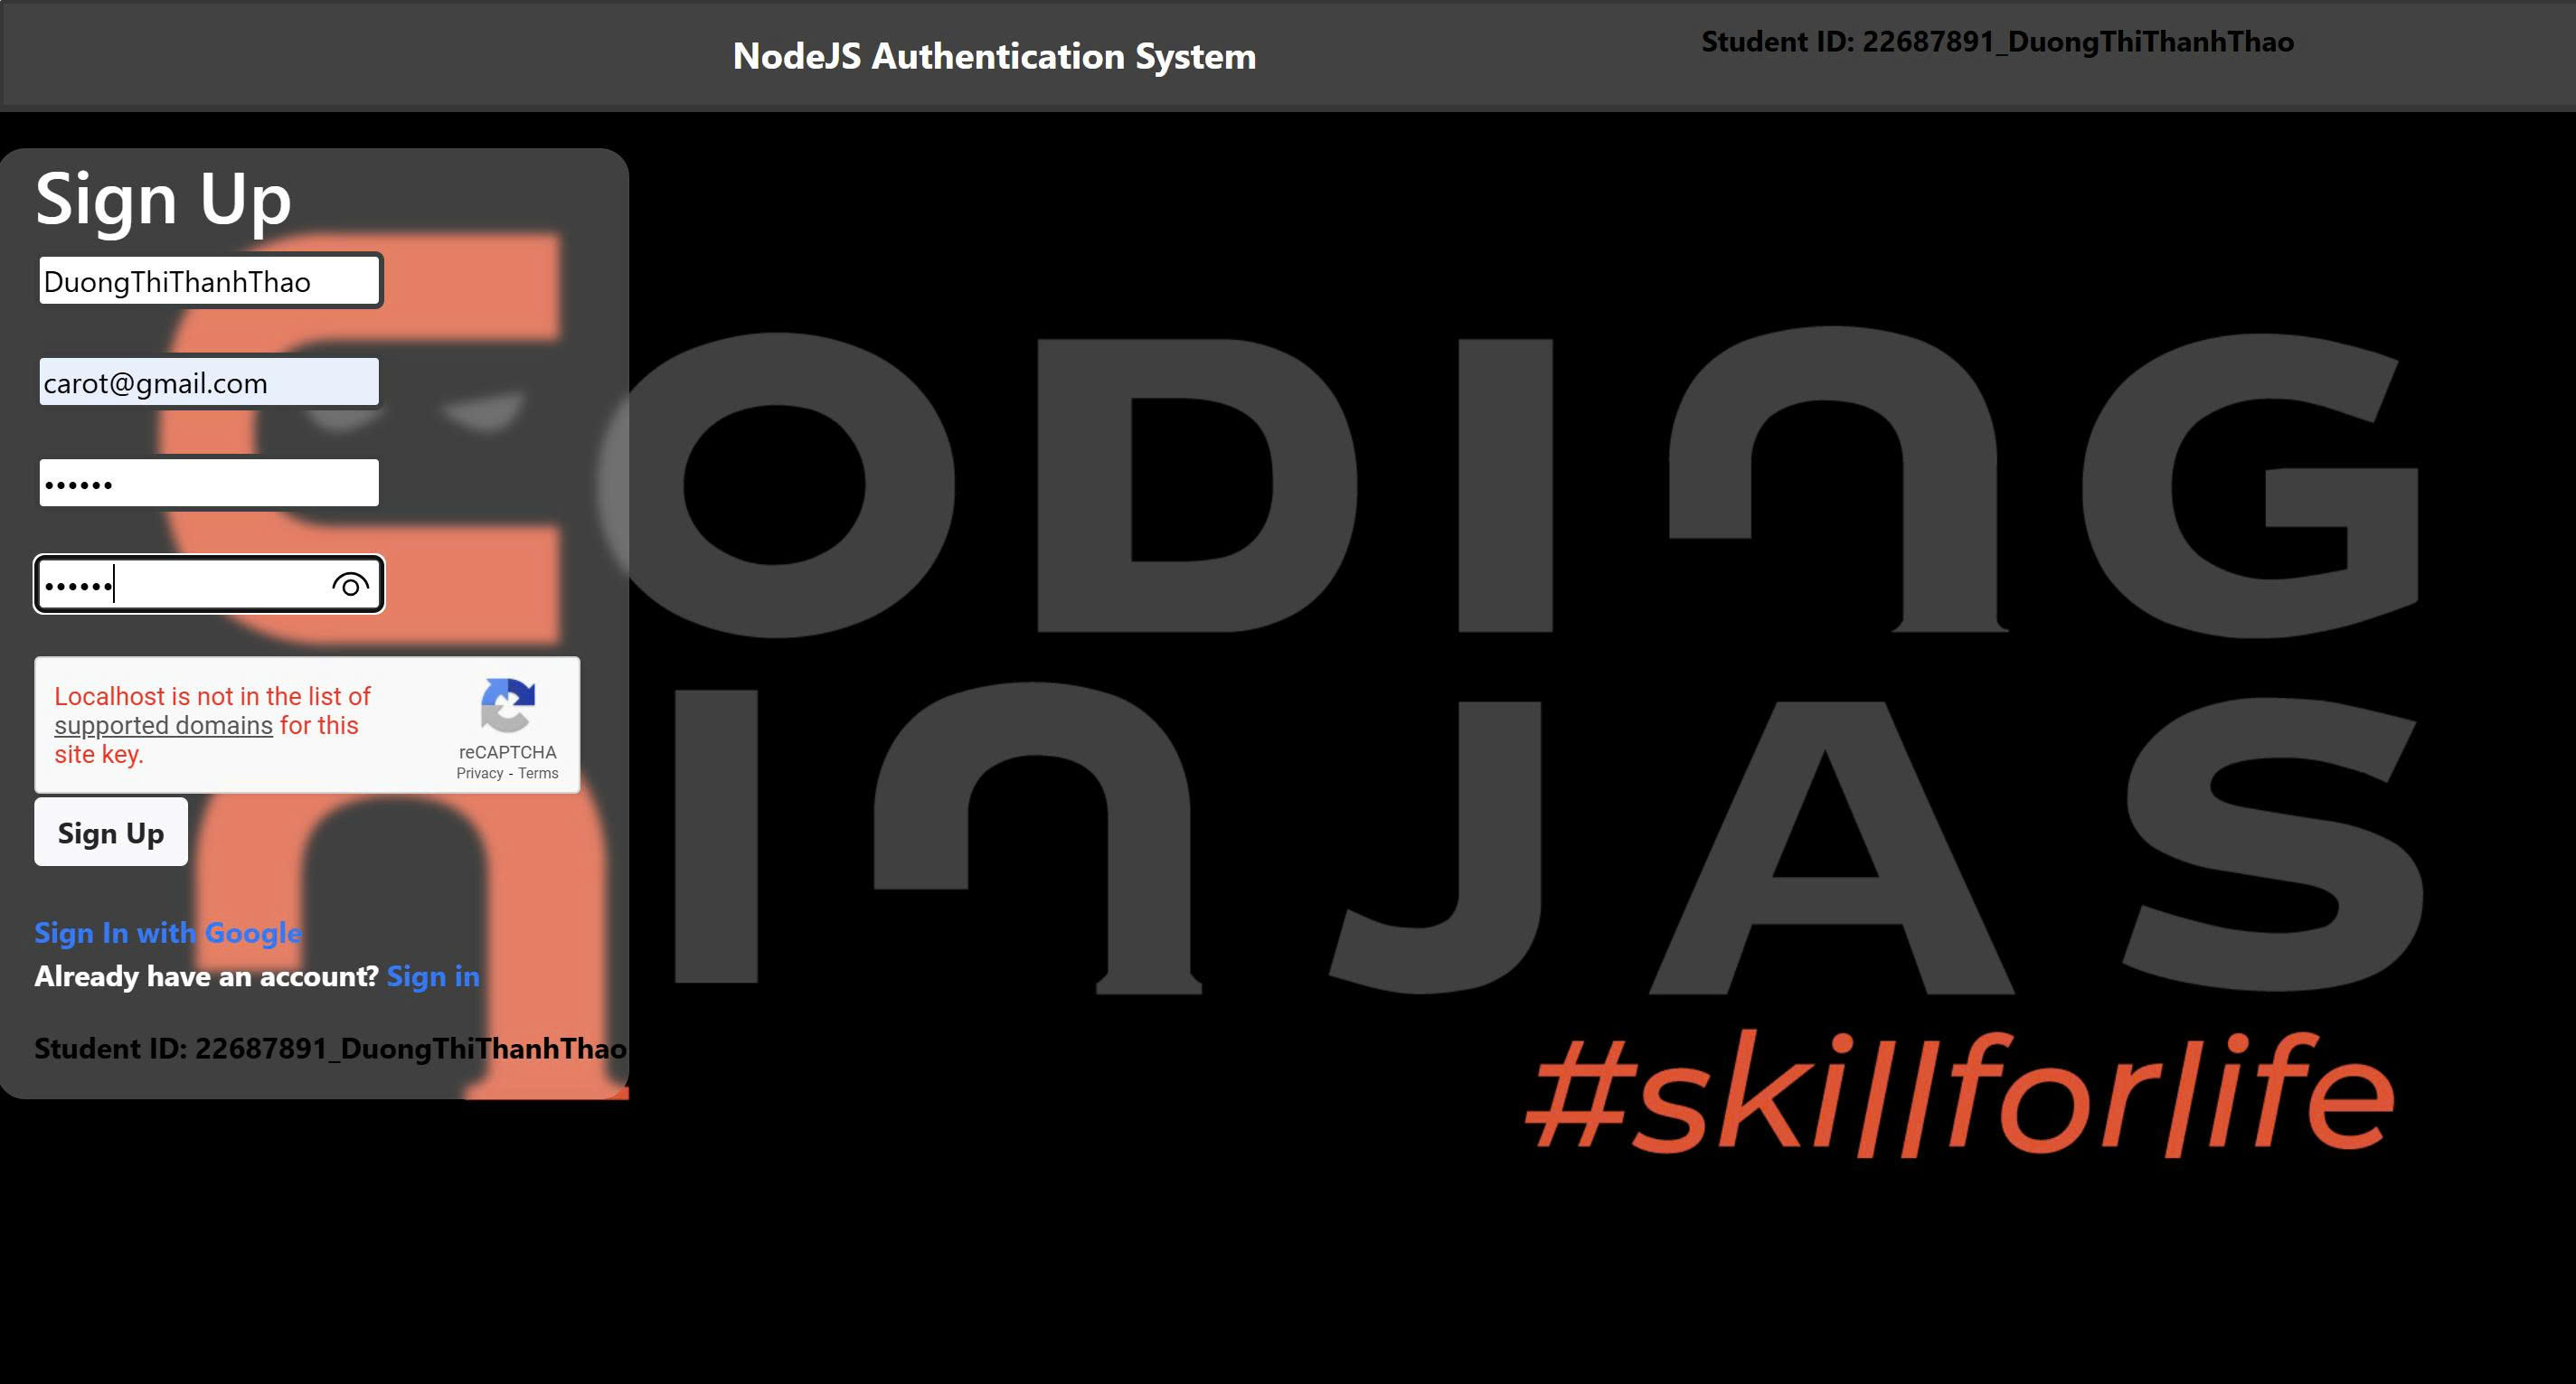 NodeJS Authentication System
Student ID: 22687891_DuongThiThanhThao
Sign Up
DuongThiThanhThao
carot@gmail.com
••••••
••••••
Localhost is not in the list of
supported domains for this
site key.
reCAPTCHA
Privacy - Terms
Sign Up
Sign In with Google
Already have an account? Sign in
Student ID: 22687891_DuongThiThanhThao
CODING
NINJAS
#skillforlife